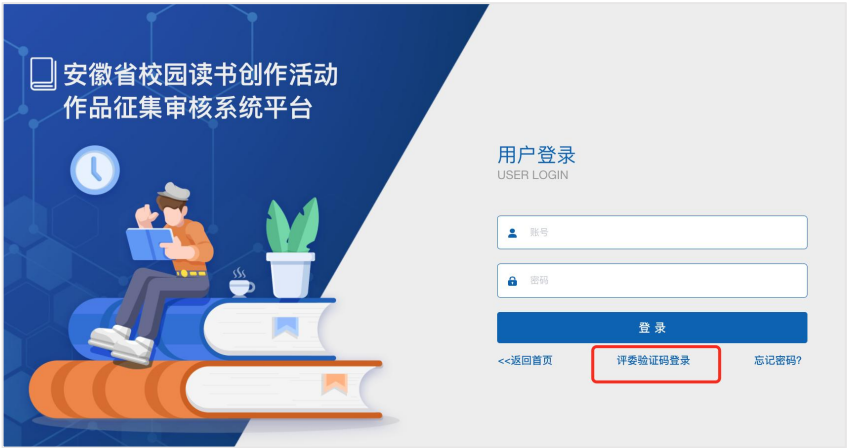 安徽省校园读书创作活动
作品征集审核系统平台
用户登录
USER LOGIN
账号
密码
登 录
<<返回首页 评委验证码登录 忘记密码?